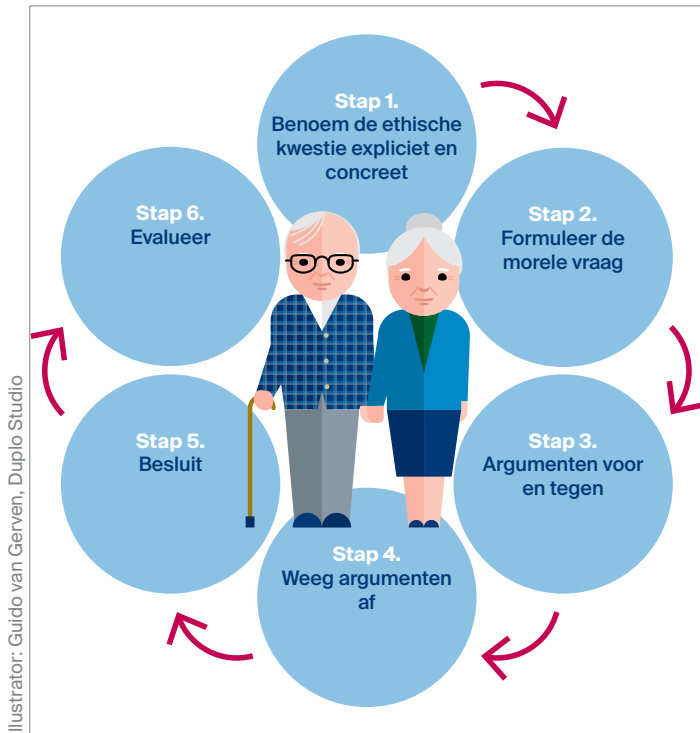 Stap 1.
Benoem de ethische
kwestie expliciet en
concreet
Stap 2.
Formuleer de
morele vraag
Stap 3.
Argumenten voor
en tegen
Stap 4.
Weeg argumenten
af
Stap 5.
Besluit
Stap 6.
Evalueer
Illustrator: Guido van Gerven, Duplo Studio